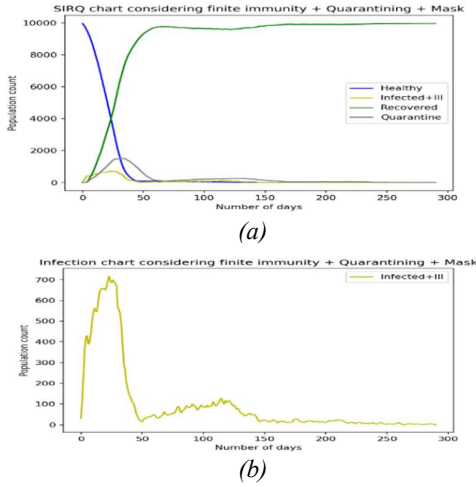 SIRQ chart considering finite immunity + Quarantining + Mask
10000
8000
6000
4000
2000
0
Population count
Healthy
Infected+Ill
Recovered
Quarantine
0 50 100 150 200 250 300
Number of days
(a)
Infection chart considering finite immunity + Quarantining + Mask
700
600
500
400
300
200
100
0
Population count
Infected+Ill
0 50 100 150 200 250 300
Number of days
(b)